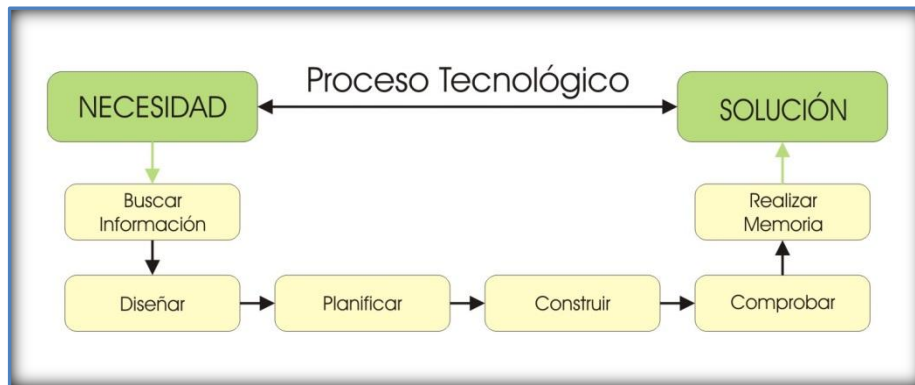 Proceso Tecnológico
NECESIDAD
SOLUCIÓN
Buscar
Información
Realizar
Memoria
Diseñar
Planificar
Construir
Comprobar